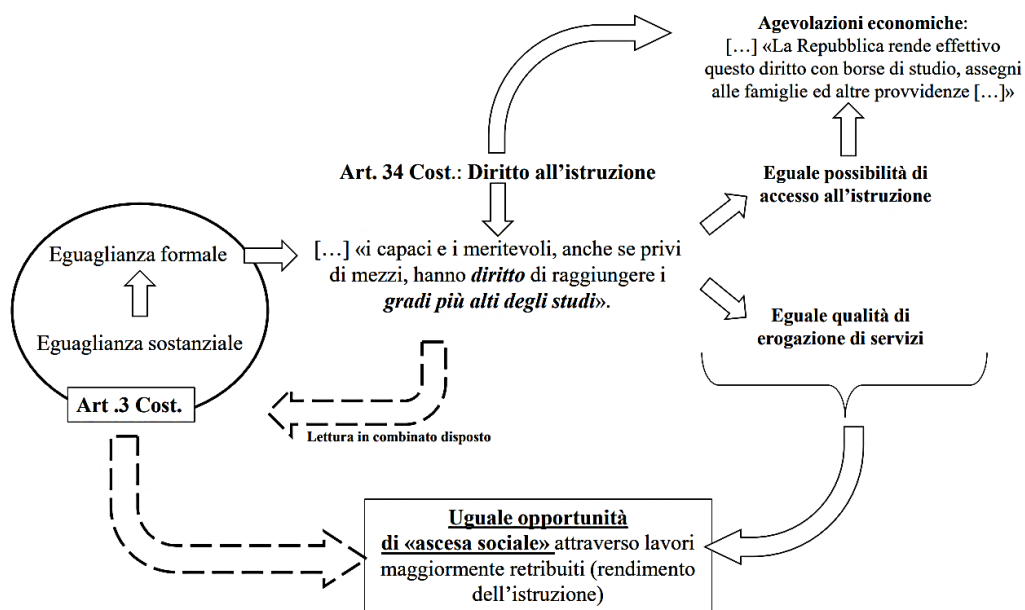 Agevolazioni economiche:
[…] «La Repubblica rende effettivo
questo diritto con borse di studio, assegni
alle famiglie ed altre provvidenze […]»
Art. 34 Cost.: Diritto all'istruzione
Eguale possibilità di
accesso all'istruzione
Eguaglianza formale
[…] «i capaci e i meritevoli, anche se privi
di mezzi, hanno diritto di raggiungere i
gradi più alti degli studi».
Eguaglianza sostanziale
Eguale qualità di
erogazione di servizi
Art .3 Cost.
Lettura in combinato disposto
Uguale opportunità
di «ascesa sociale» attraverso lavori
maggiormente retribuiti (rendimento
dell'istruzione)